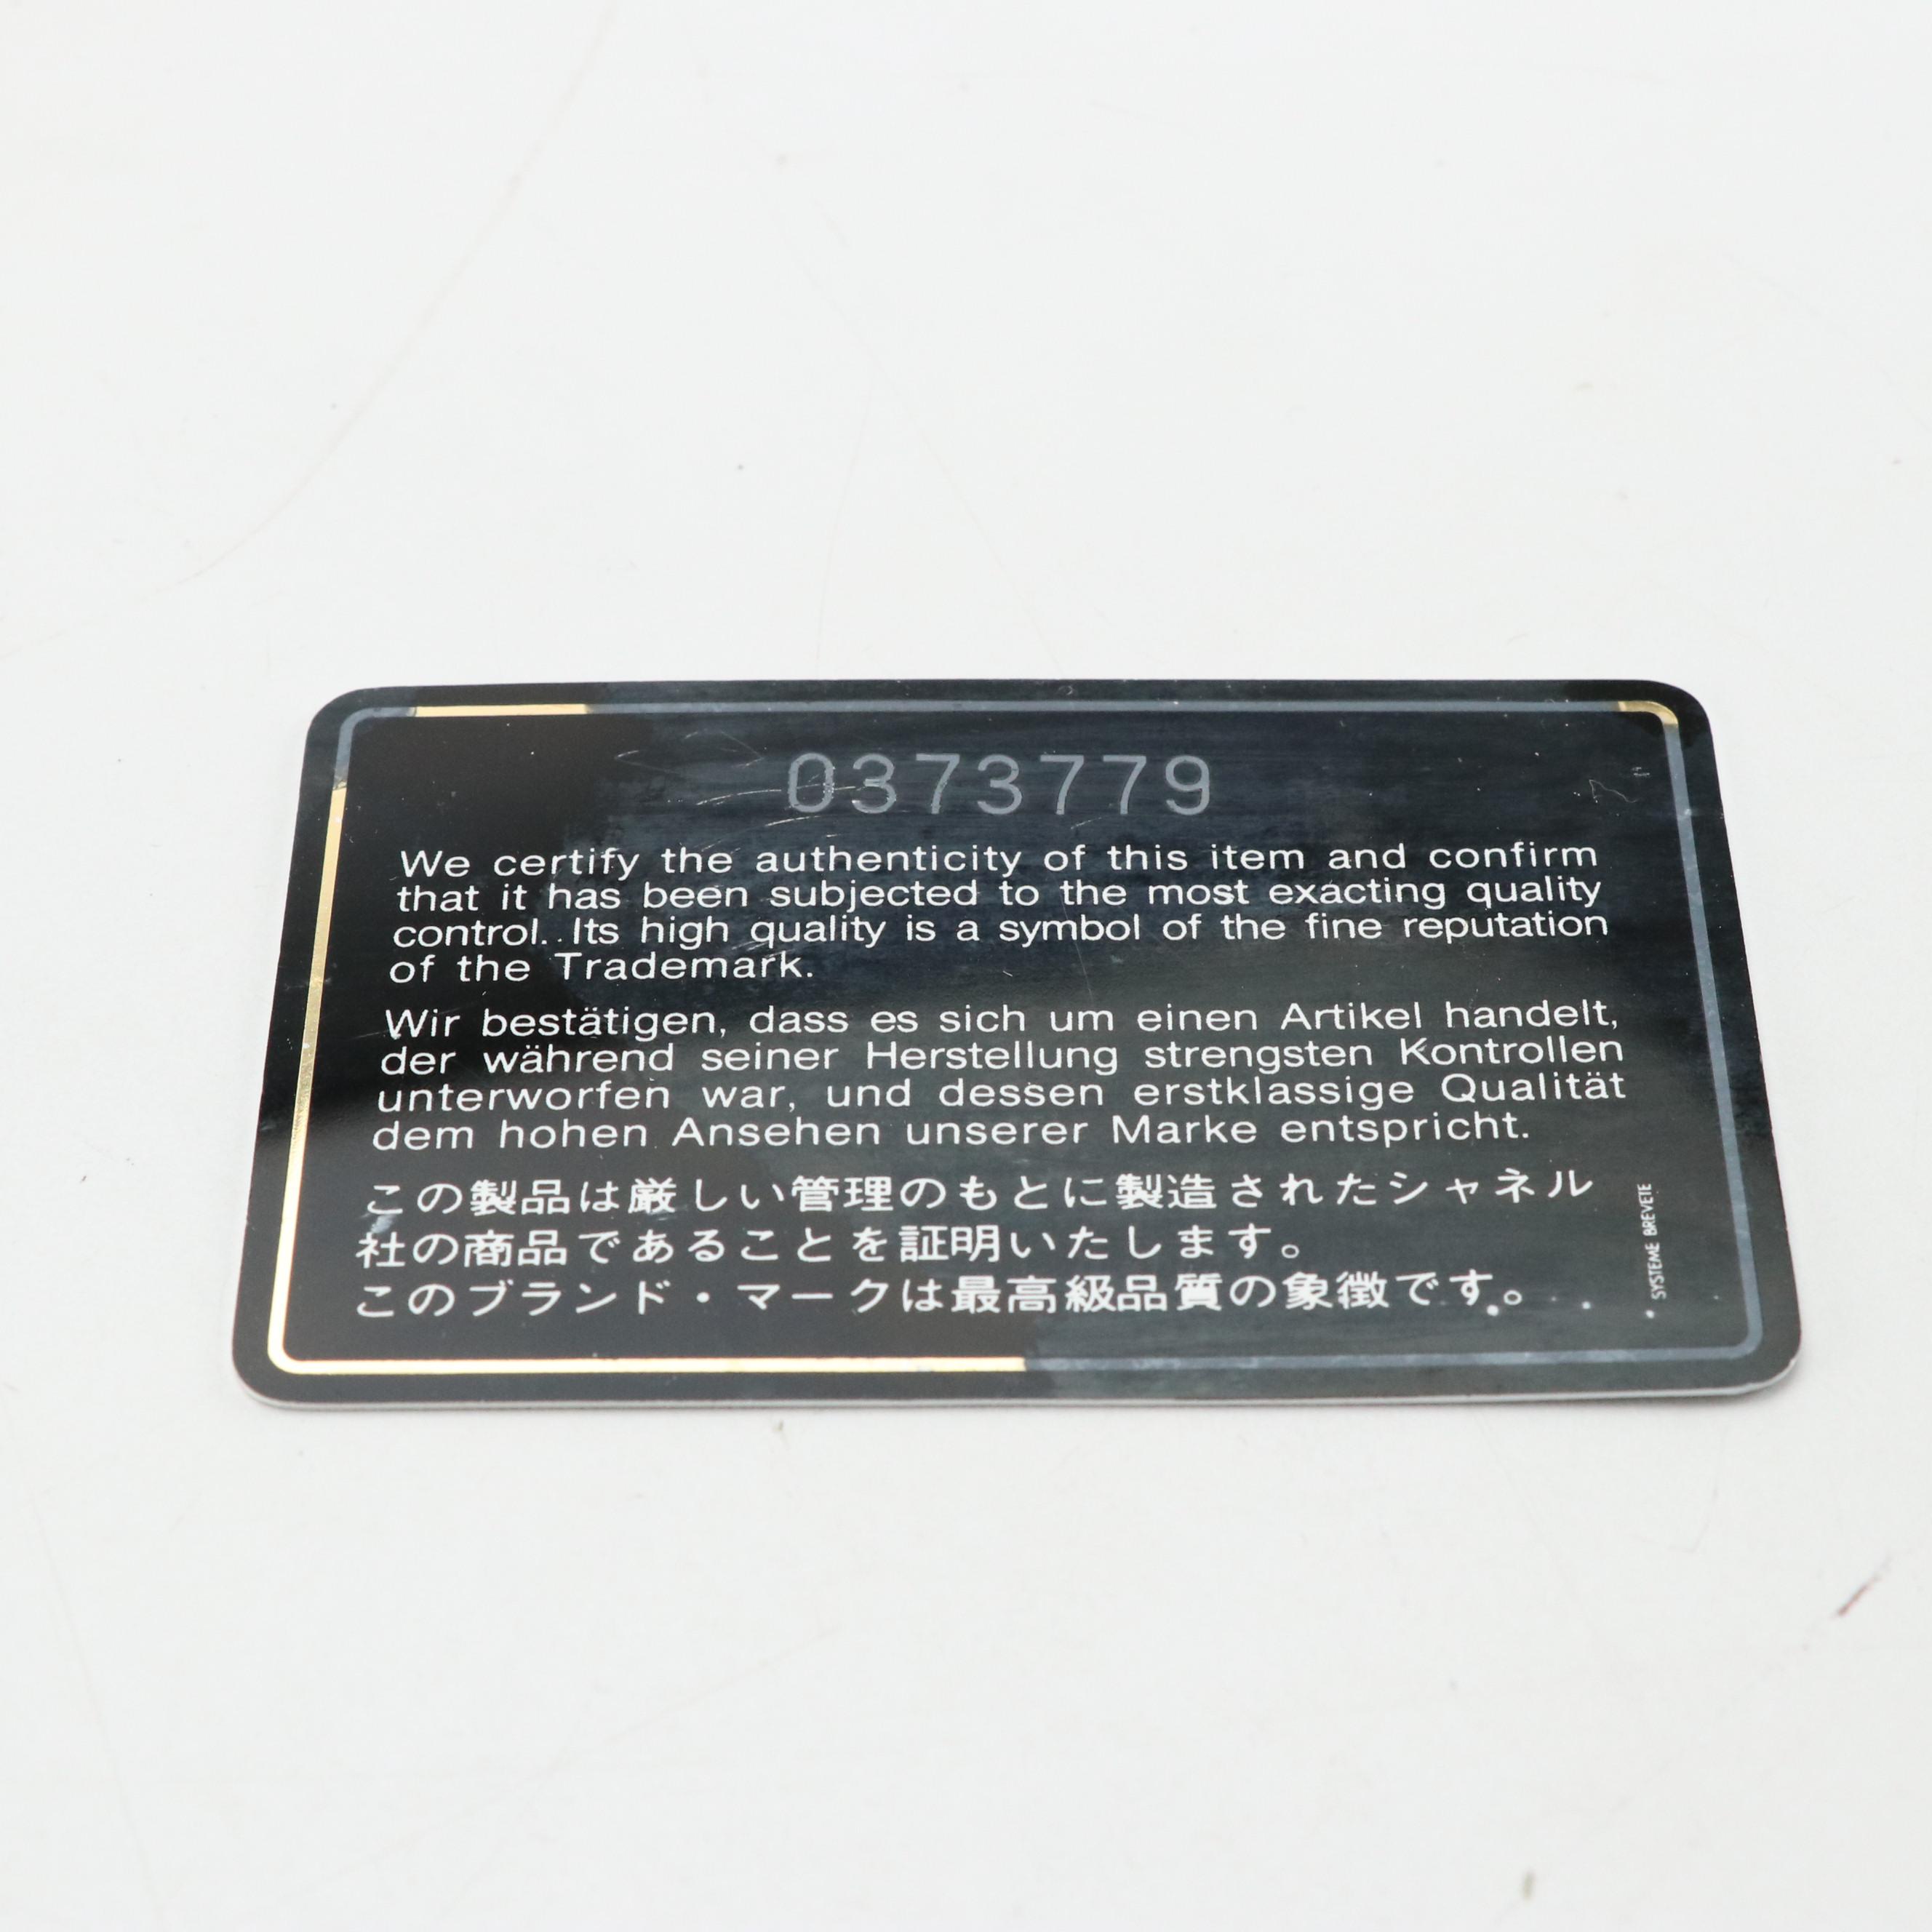 0373779
We certify the authenticity of this item and confirm
that it has been subjected to the most exacting quality
control. Its high quality is a symbol of the fine reputation
of the Trademark.
Wir bestätigen, dass es sich um einen Artikel handelt,
der während seiner Herstellung strengsten Kontrollen
unterworfen war, und dessen erstklassige Qualität
dem hohen Ansehen unserer Marke entspricht.
この製品は厳しい管理のもとに製造されたシャネル
社の商品であることを証明いたします。
このブランド・マークは最高級品質の象徴です。
SYSTEME BREVETE